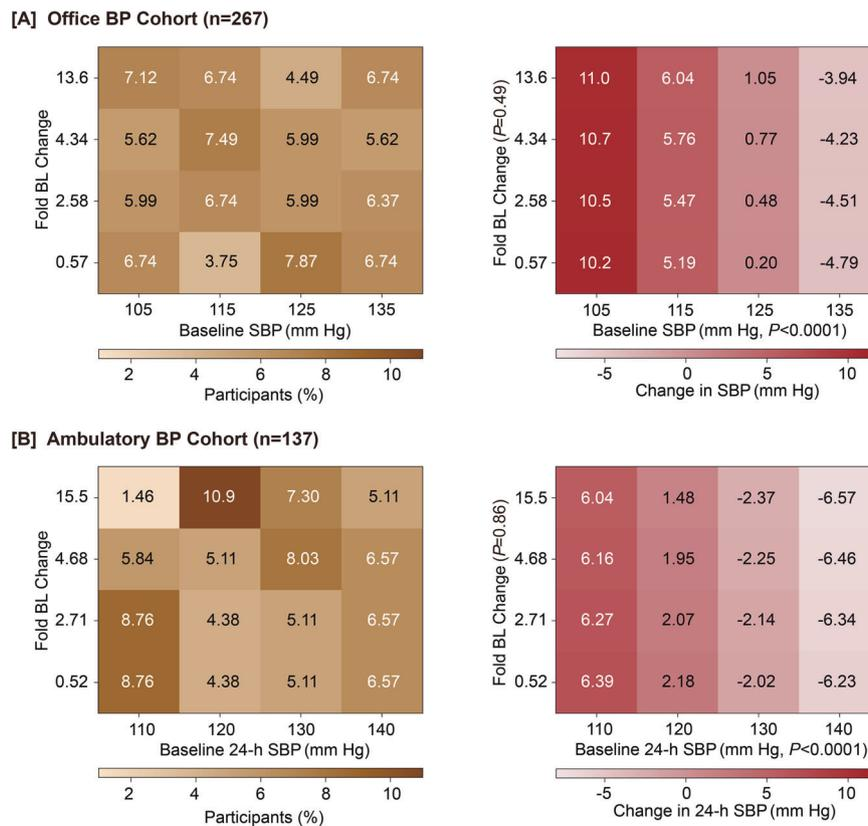 [A] Office BP Cohort (n=267)
Fold BL Change
13.6 7.12 6.74 4.49 6.74
4.34 5.62 7.49 5.99 5.62
2.58 5.99 6.74 5.99 6.37
0.57 6.74 3.75 7.87 6.74
105 115 125 135
Baseline SBP (mm Hg)
2 4 6 8 10
Participants (%)
Fold BL Change (P=0.49)
13.6 11.0 6.04 1.05 -3.94
4.34 10.7 5.76 0.77 -4.23
2.58 10.5 5.47 0.48 -4.51
0.57 10.2 5.19 0.20 -4.79
105 115 125 135
Baseline SBP (mm Hg, P<0.0001)
-5 0 5 10
Change in SBP (mm Hg)
[B] Ambulatory BP Cohort (n=137)
Fold BL Change
15.5 1.46 10.9 7.30 5.11
4.68 5.84 5.11 8.03 6.57
2.71 8.76 4.38 5.11 6.57
0.52 8.76 4.38 5.11 6.57
110 120 130 140
Baseline 24-h SBP (mm Hg)
2 4 6 8 10
Participants (%)
Fold BL Change (P=0.86)
15.5 6.04 1.48 -2.37 -6.57
4.68 6.16 1.95 -2.25 -6.46
2.71 6.27 2.07 -2.14 -6.34
0.52 6.39 2.18 -2.02 -6.23
110 120 130 140
Baseline 24-h SBP (mm Hg, P<0.0001)
-5 0 5 10
Change in 24-h SBP (mm Hg)